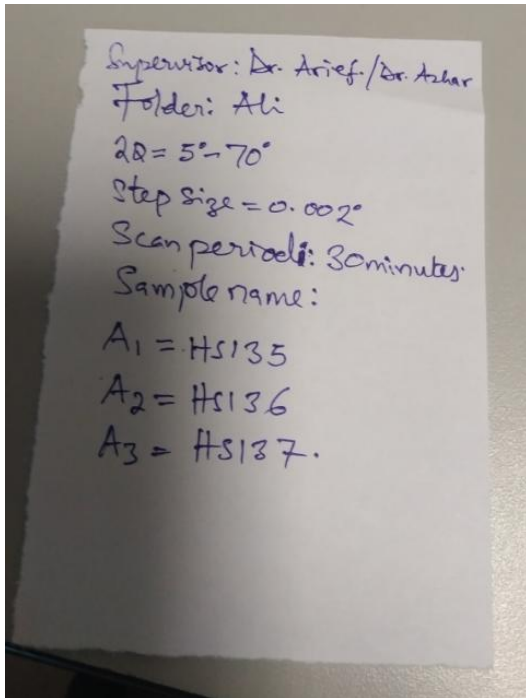 Supervisor: Dr. Arief./Dr. Azhar
Folder: Ali
2Q = 5°-70°
Step size = 0.002°
Scan period: 30minutes.
Sample name:
A1 = HS135
A2 = HS136
A3 = HS137.